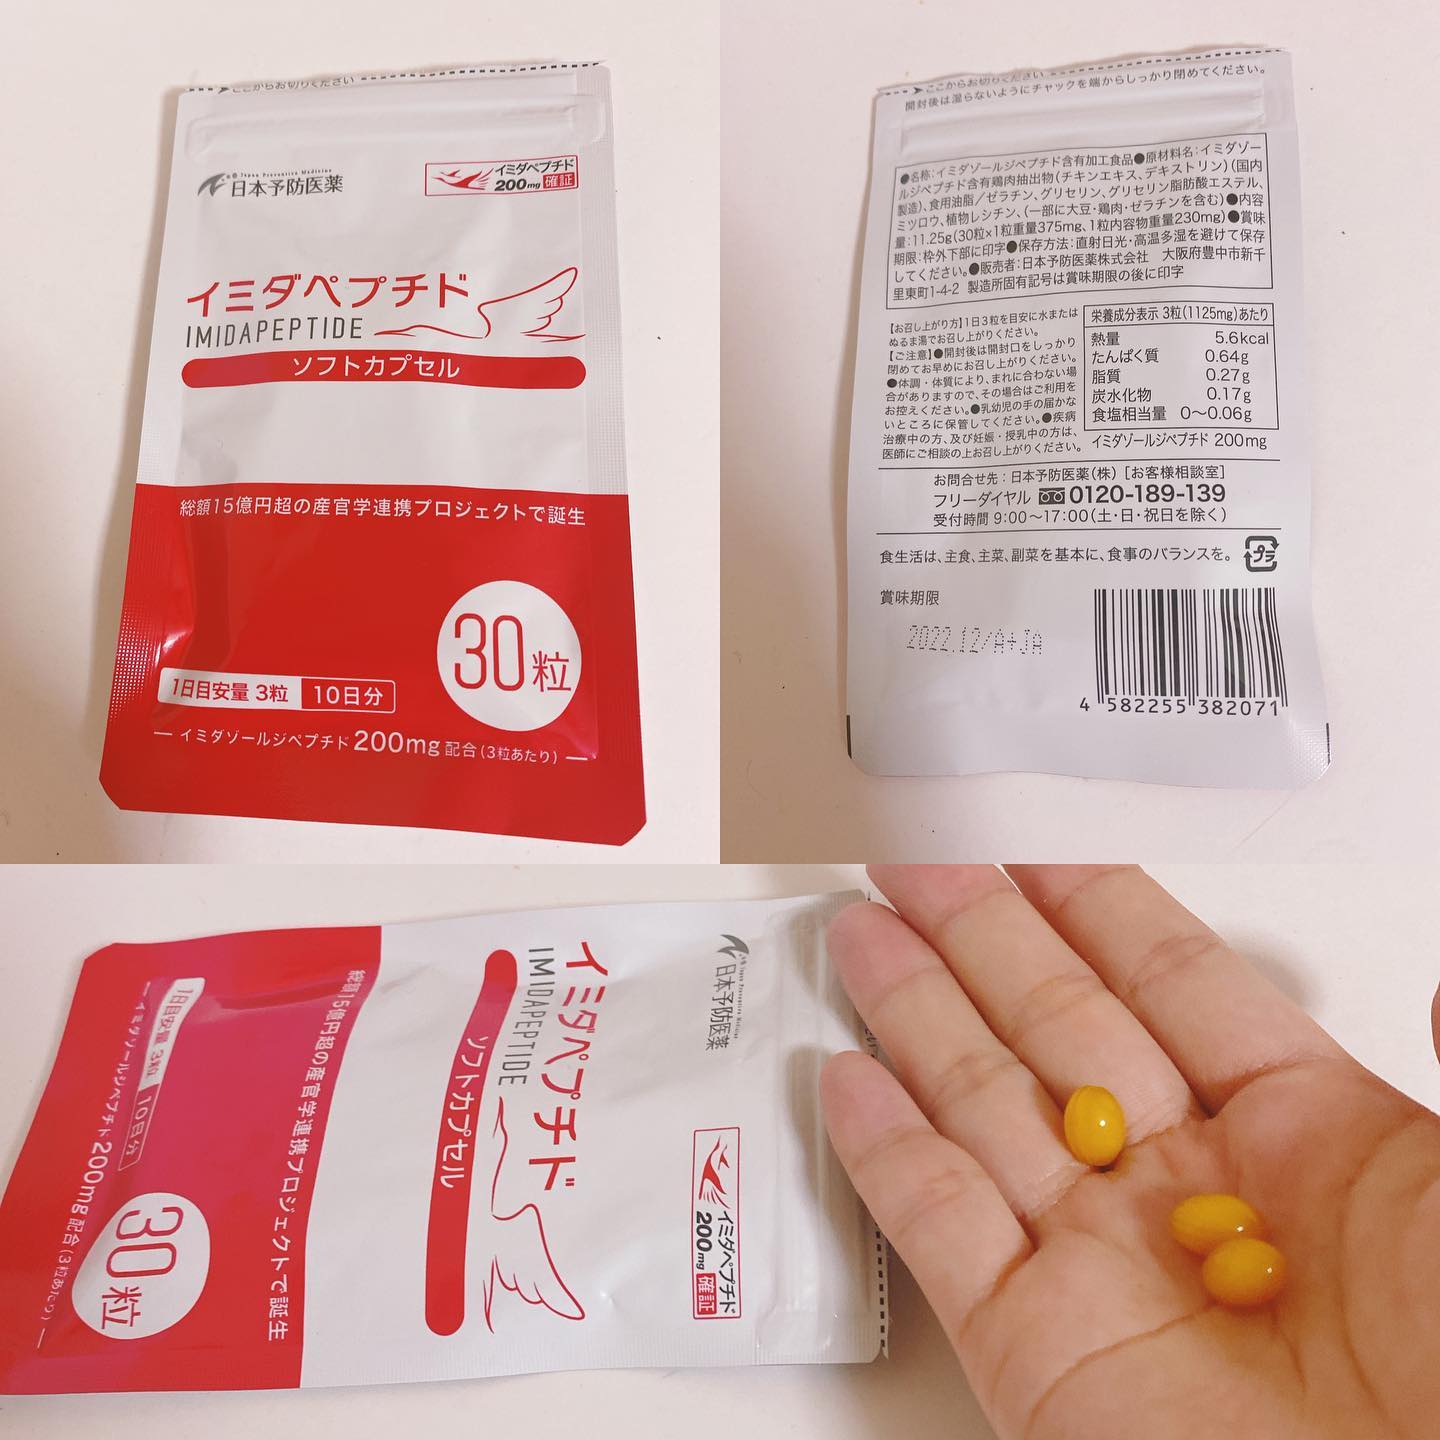 ここからお切りください
日本予防医薬
イミダペプチド
200mg 確証
イミダペプチド
IMIDAPEPTIDE
ソフトカプセル
総額15億円超の産官学連携プロジェクトで誕生
30粒
1日目安量 3粒 10日分
イミダゾールジペプチド 200mg 配合(3粒あたり)
ここからお切りください
開封後は湿らないようにチャックを端からしっかり閉めてください。
●名称:イミダゾールジペプチド含有加工食品●原材料名:イミダゾー
ルジペプチド含有鶏肉抽出物(チキンエキス、デキストリン)(国内
製造)、食用油脂/ゼラチン、グリセリン、グリセリン脂肪酸エステル、
ミツロウ、植物レシチン、(一部に大豆・鶏肉・ゼラチンを含む)●内容
量:11.25g(30粒×1粒重量375mg、1粒内容物重量230mg)●賞味
期限:枠外下部に印字●保存方法:直射日光・高温多湿を避けて保存
してください。●販売者:日本予防医薬株式会社 大阪府豊中市新千
里東町1-4-2 製造所固有記号は賞味期限の後に印字
【お召し上がり方】1日3粒を目安に水または
ぬるま湯でお召し上がりください。
【ご注意】●開封後は開封口をしっかり
閉めてお早めにお召し上がりください。
●体調・体質により、まれに合わない場
合がありますので、その場合はご利用を
お控えください。●乳幼児の手の届かな
いところに保管してください。●疾病
治療中の方、及び妊娠・授乳中の方は、
医師にご相談の上お召し上がりください。
栄養成分表示 3粒(1125mg)あたり
熱量 5.6kcal
たんぱく質 0.64g
脂質 0.27g
炭水化物 0.17g
食塩相当量 0〜0.06g
イミダゾールジペプチド 200mg
お問合せ先:日本予防医薬(株)[お客様相談室]
フリーダイヤル 0120-189-139
受付時間 9:00〜17:00(土・日・祝日を除く)
食生活は、主食、主菜、副菜を基本に、食事のバランスを。
プラ
賞味期限
2022.12/A+JA
4 582255 382071
日本予防医薬
イミダペプチド
200mg 確証
イミダペプチド
IMIDAPEPTIDE
ソフトカプセル
総額15億円超の産官学連携プロジェクトで誕生
30粒
1日目安量 3粒 10日分
イミダゾールジペプチド 200mg 配合(3粒あたり)